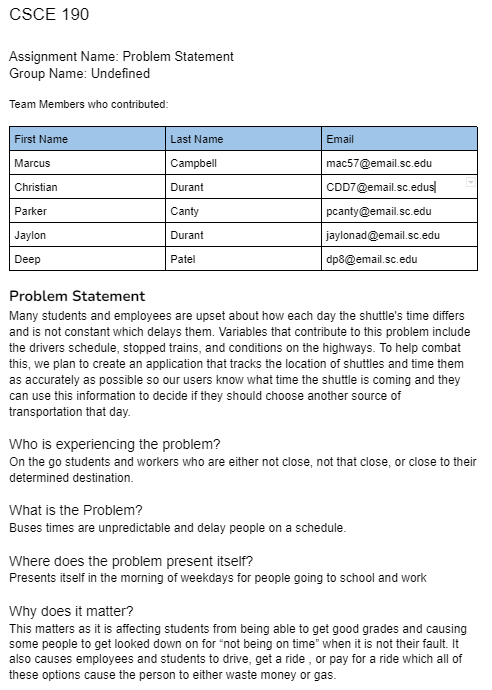 CSCE 190
Assignment Name: Problem Statement
Group Name: Undefined
Team Members who contributed:
First Name Last Name Email
Marcus Campbell mac57@email.sc.edu
Christian Durant CDD7@email.sc.edus
Parker Canty pcanty@email.sc.edu
Jaylon Durant jaylonad@email.sc.edu
Deep Patel dp8@email.sc.edu
Problem Statement
Many students and employees are upset about how each day the shuttle's time differs
and is not constant which delays them. Variables that contribute to this problem include
the drivers schedule, stopped trains, and conditions on the highways. To help combat
this, we plan to create an application that tracks the location of shuttles and time them
as accurately as possible so our users know what time the shuttle is coming and they
can use this information to decide if they should choose another source of
transportation that day.
Who is experiencing the problem?
On the go students and workers who are either not close, not that close, or close to their
determined destination.
What is the Problem?
Buses times are unpredictable and delay people on a schedule.
Where does the problem present itself?
Presents itself in the morning of weekdays for people going to school and work
Why does it matter?
This matters as it is affecting students from being able to get good grades and causing
some people to get looked down on for “not being on time” when it is not their fault. It
also causes employees and students to drive, get a ride , or pay for a ride which all of
these options cause the person to either waste money or gas.